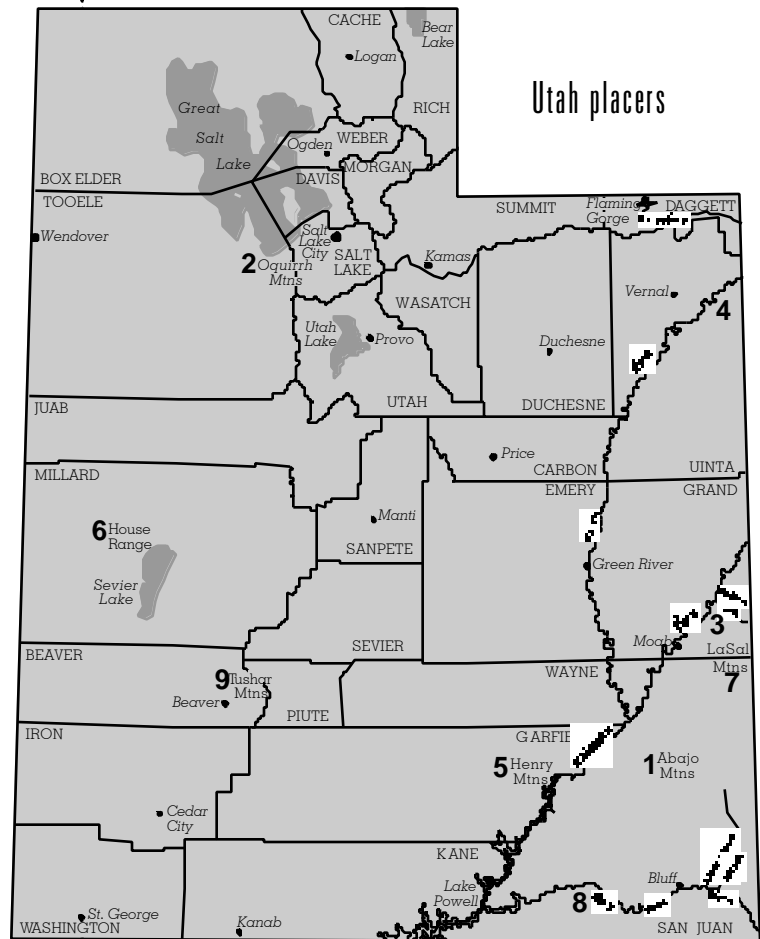 CACHE
Bear
Lake
Logan
Utah placers
Great
Salt
Lake
RICH
WEBER
Ogden
MORGAN
DAVIS
BOX ELDER
TOOELE
SUMMIT
Flaming
Gorge
DAGGETT
Wendover
Salt
Lake
City
SALT
LAKE
2 Oquirrh
Mtns
Kamas
WASATCH
Vernal
4
Utah
Lake
Provo
Duchesne
JUAB
UTAH
DUCHESNE
Price
CARBON
UINTA
MILLARD
EMERY
GRAND
6 House
Range
Manti
SANPETE
Green River
Sevier
Lake
3
Moab
LaSal
Mtns
7
BEAVER
SEVIER
WAYNE
9 Tushar
Mtns
Beaver
PIUTE
IRON
GARFIE
5 Henry
Mtns
1 Abajo
Mtns
Cedar
City
KANE
Lake
Powell
Bluff
8
St. George
WASHINGTON
Kanab
SAN JUAN